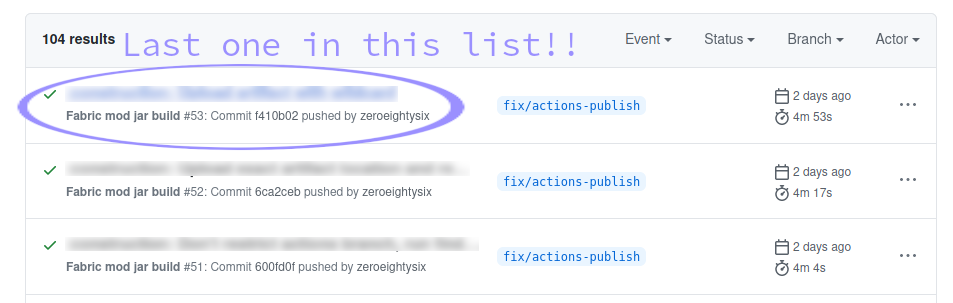 104 results Last one in this list!! Event Status Branch Actor
Fabric mod jar build #53: Commit f410b02 pushed by zeroeightysix
fix/actions-publish
2 days ago
4m 53s
Fabric mod jar build #52: Commit 6ca2ceb pushed by zeroeightysix
fix/actions-publish
2 days ago
4m 17s
Fabric mod jar build #51: Commit 600fd0f pushed by zeroeightysix
fix/actions-publish
2 days ago
4m 4s